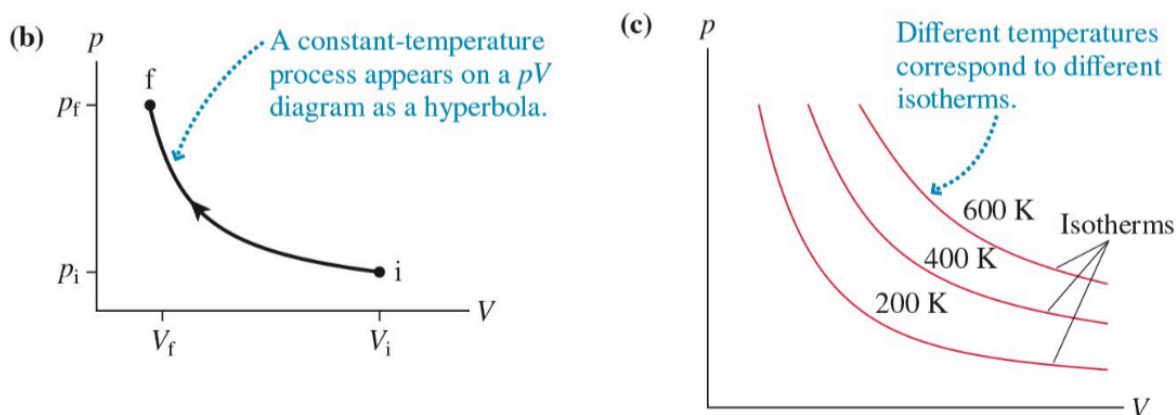 (b)
p
A constant-temperature
process appears on a pV
diagram as a hyperbola.
f
pf
pi
i
V
Vf
Vi
(c)
p
Different temperatures
correspond to different
isotherms.
600 K
Isotherms
400 K
200 K
V